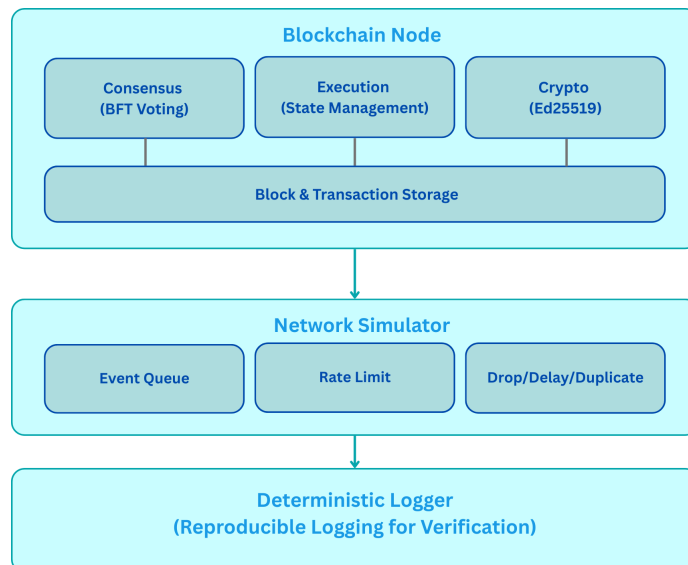 Blockchain Node
Consensus
(BFT Voting)
Execution
(State Management)
Crypto
(Ed25519)
Block & Transaction Storage
Network Simulator
Event Queue
Rate Limit
Drop/Delay/Duplicate
Deterministic Logger
(Reproducible Logging for Verification)